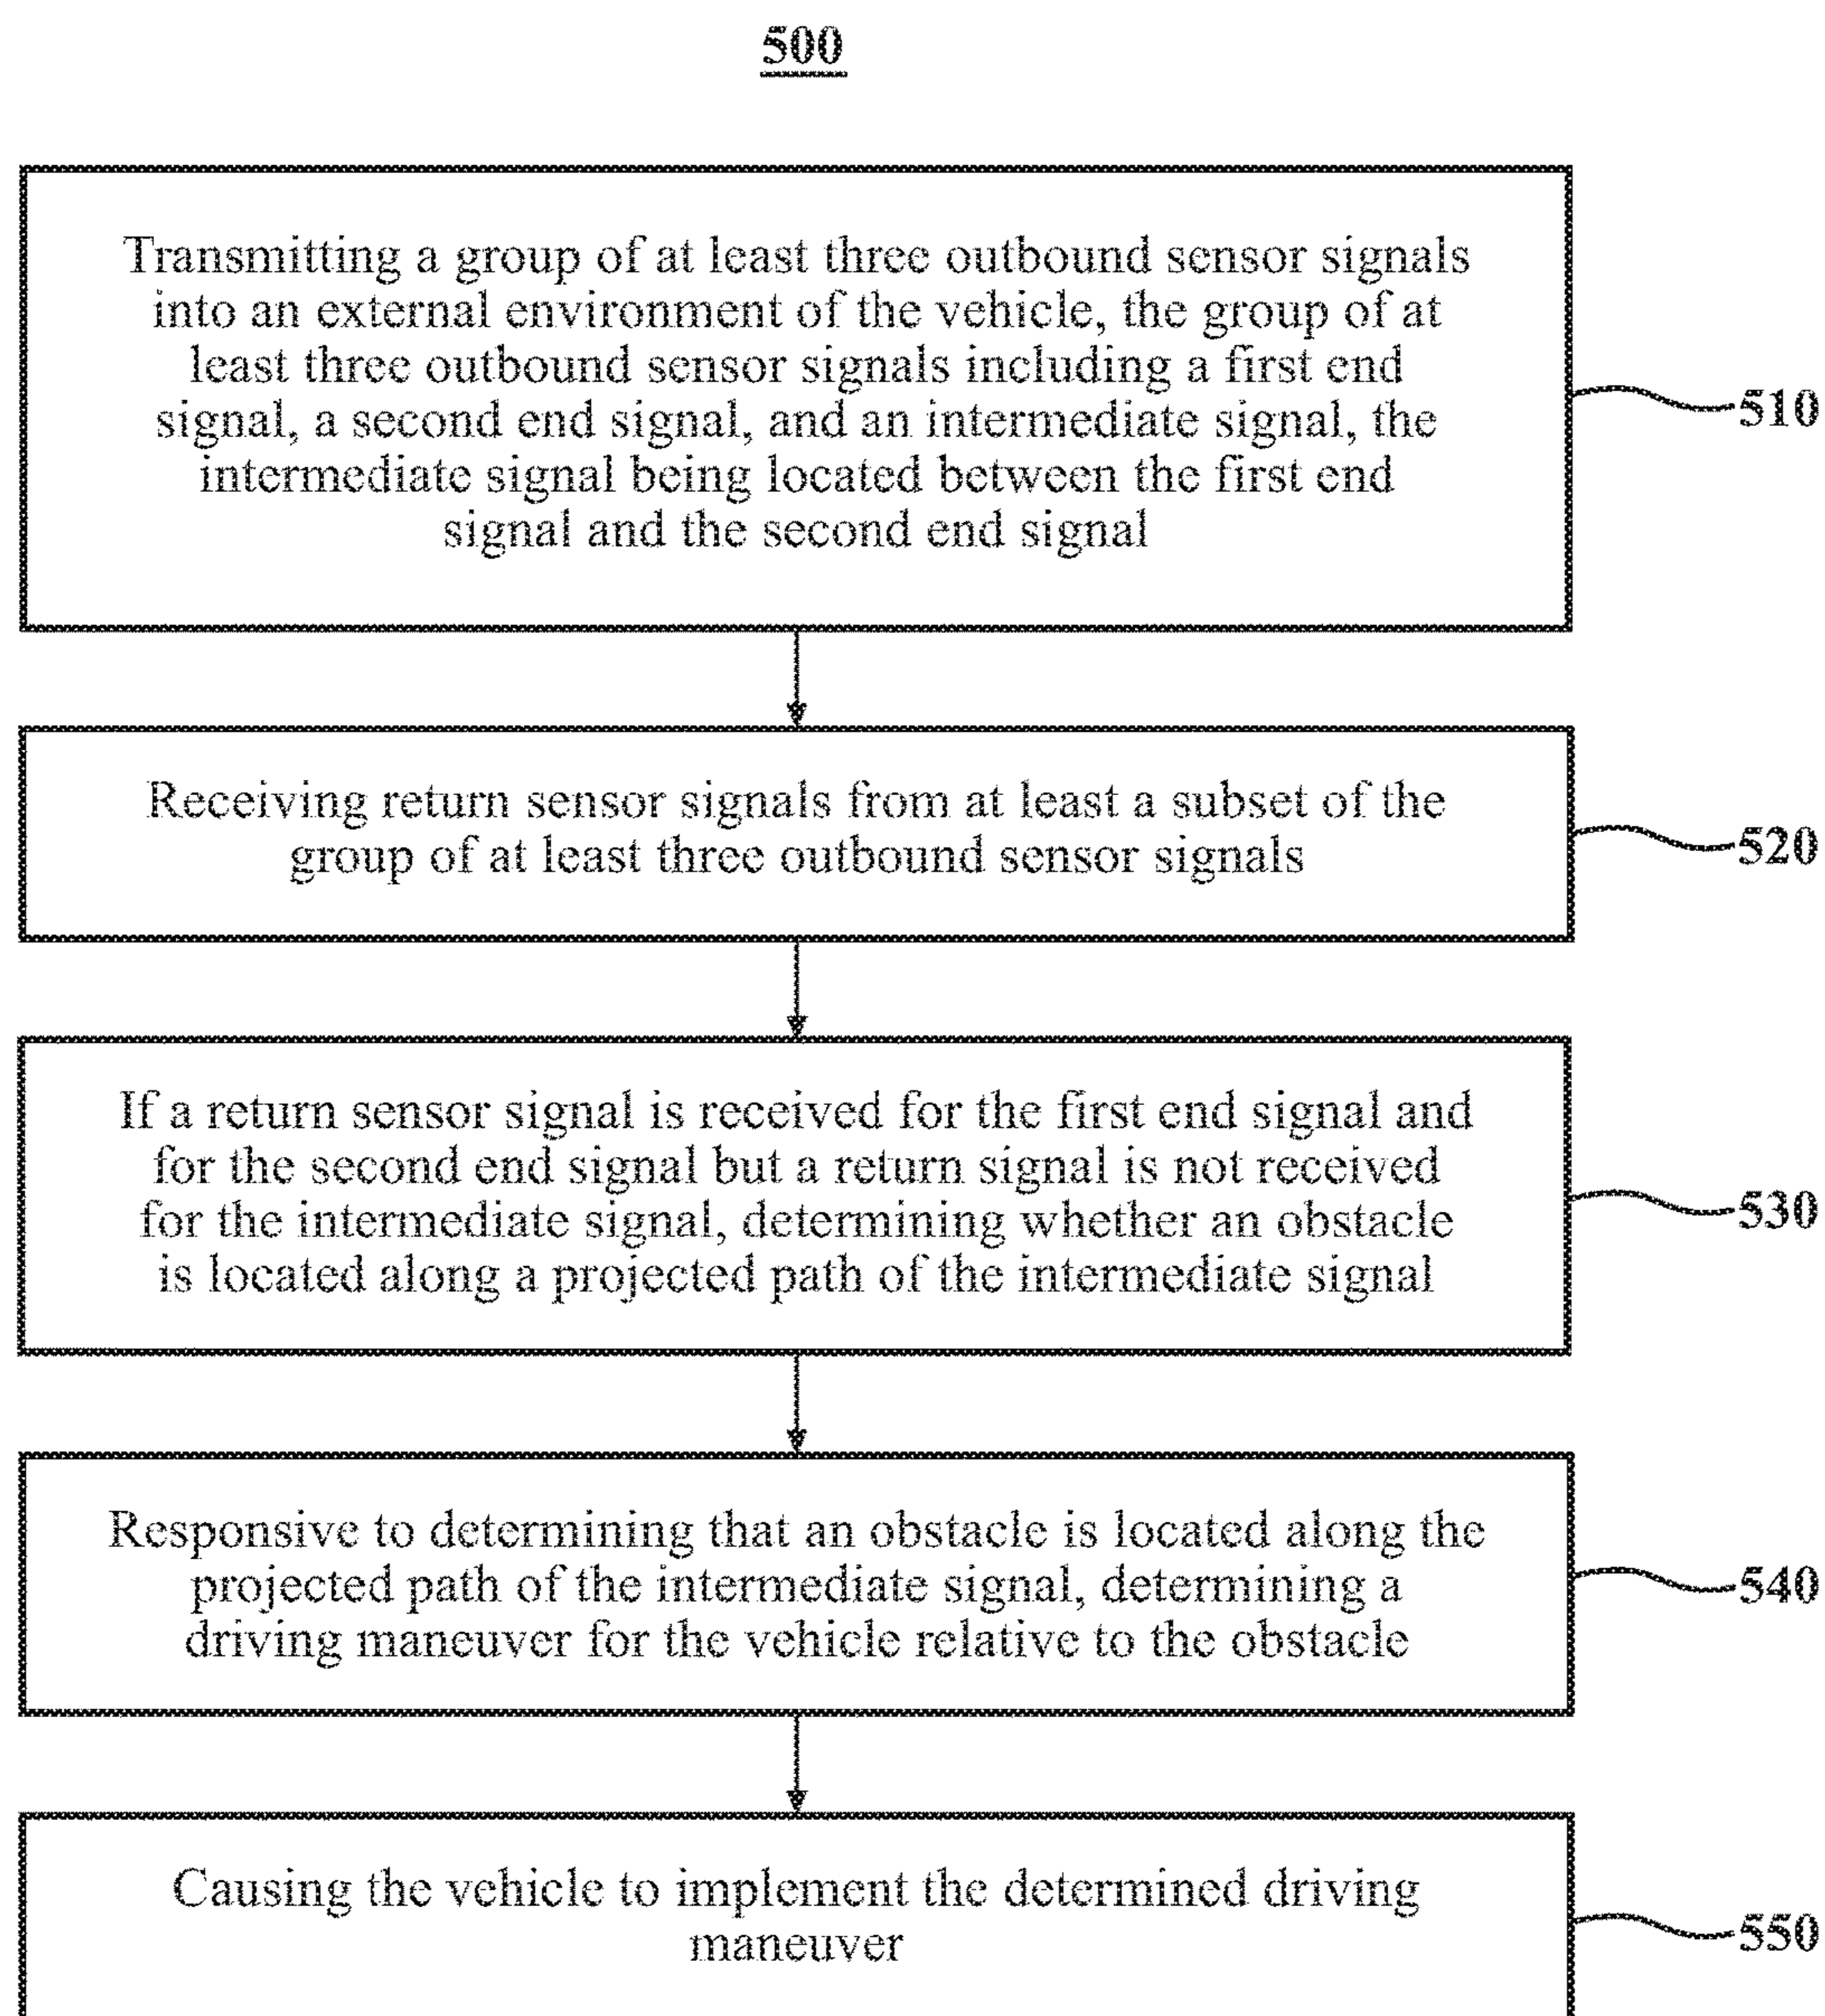 500
Transmitting a group of at least three outbound sensor signals
into an external environment of the vehicle, the group of at
least three outbound sensor signals including a first end
signal, a second end signal, and an intermediate signal, the
intermediate signal being located between the first end
signal and the second end signal
510
Receiving return sensor signals from at least a subset of the
group of at least three outbound sensor signals
520
If a return sensor signal is received for the first end signal and
for the second end signal but a return signal is not received
for the intermediate signal, determining whether an obstacle
is located along a projected path of the intermediate signal
530
Responsive to determining that an obstacle is located along the
projected path of the intermediate signal, determining a
driving maneuver for the vehicle relative to the obstacle
540
Causing the vehicle to implement the determined driving
maneuver
550